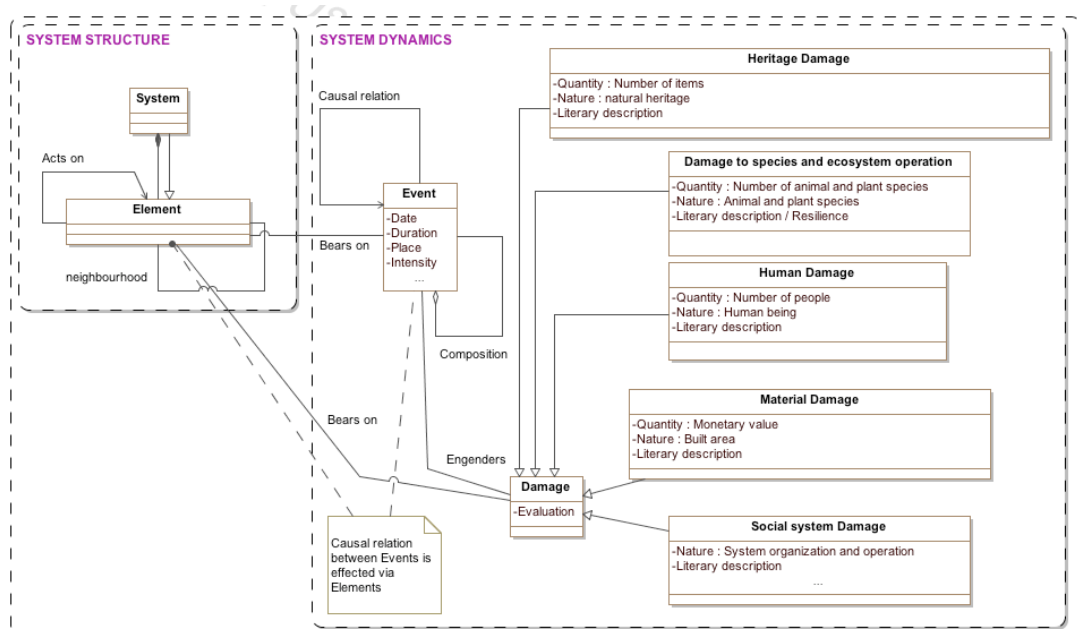 SYSTEM STRUCTURE
System
Acts on
Element
neighbourhood
SYSTEM DYNAMICS
Causal relation
Event
-Date
-Duration
-Place
-Intensity
...
Bears on
Composition
Bears on
Engenders
Causal relation
between Events is
effected via
Elements
Heritage Damage
-Quantity : Number of items
-Nature : natural heritage
-Literary description
Damage to species and ecosystem operation
-Quantity : Number of animal and plant species
-Nature : Animal and plant species
-Literary description / Resilience
Human Damage
-Quantity : Number of people
-Nature : Human being
-Literary description
Material Damage
-Quantity : Monetary value
-Nature : Built area
-Literary description
Damage
-Evaluation
Social system Damage
-Nature : System organization and operation
-Literary description
...